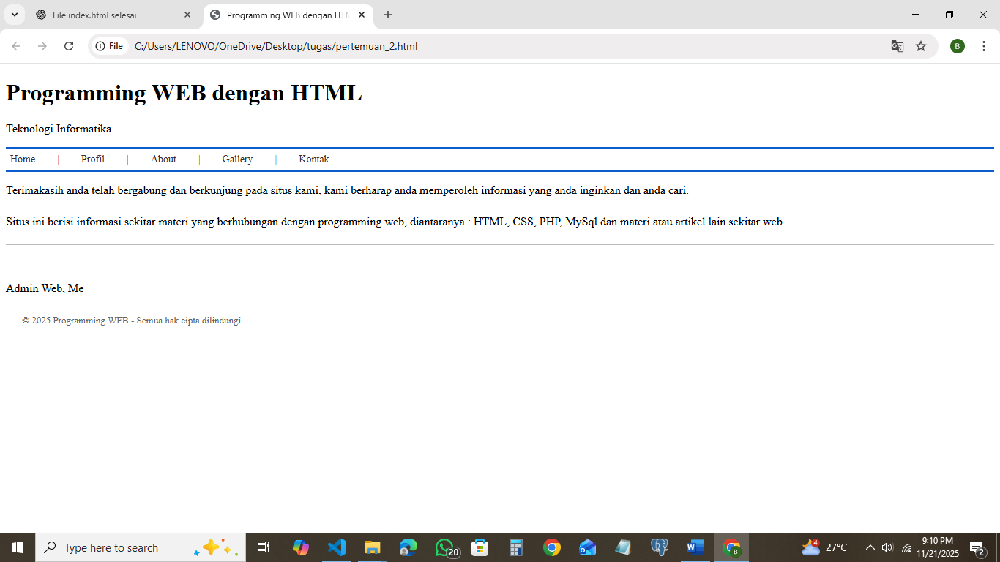 File index.html selesai
Programming WEB dengan HTM
File
C:/Users/LENOVO/OneDrive/Desktop/tugas/pertemuan_2.html
B
Programming WEB dengan HTML
Teknologi Informatika
Home | Profil | About | Gallery | Kontak
Terimakasih anda telah bergabung dan berkunjung pada situs kami, kami berharap anda memperoleh informasi yang anda inginkan dan anda cari.
Situs ini berisi informasi sekitar materi yang berhubungan dengan programming web, diantaranya : HTML, CSS, PHP, MySql dan materi atau artikel lain sekitar web.
Admin Web, Me
© 2025 Programming WEB - Semua hak cipta dilindungi
Type here to search
20
B
4
27°C
9:10 PM
11/21/2025
2